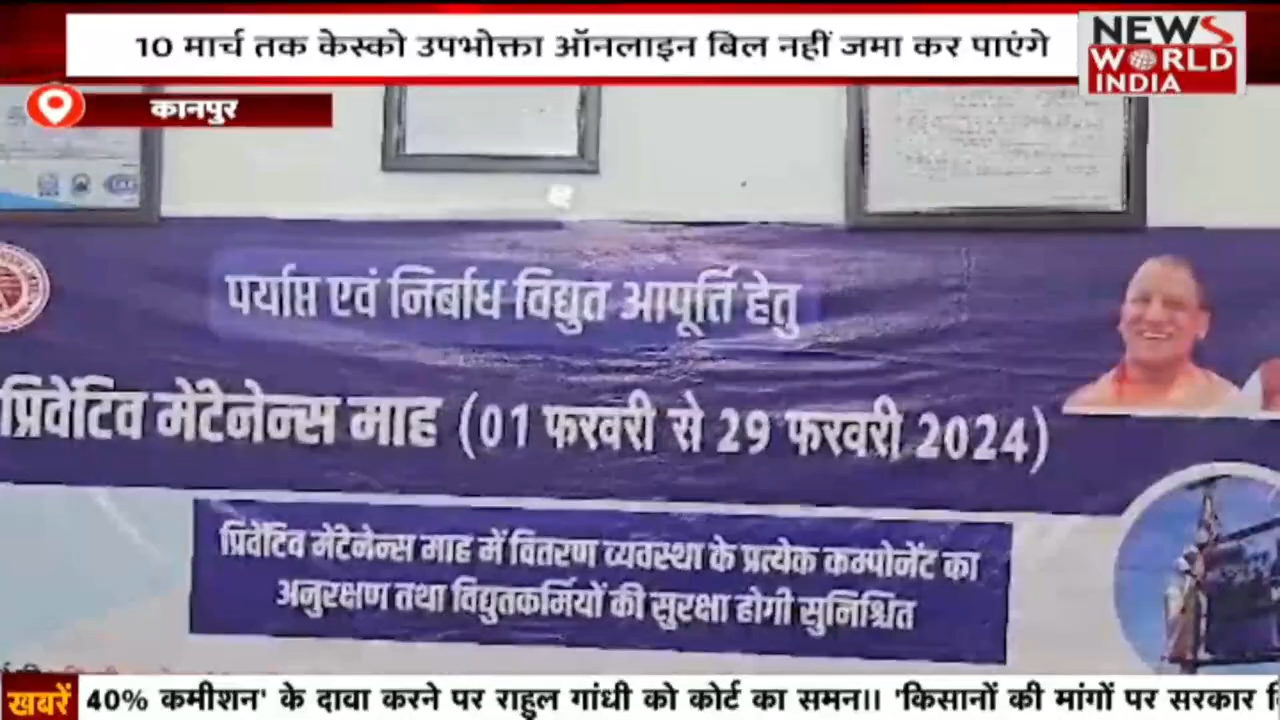 10 मार्च तक केस्को उपभोक्ता ऑनलाइन बिल नहीं जमा कर पाएंगे
NEWS
WORLD
INDIA
कानपुर
पर्याप्त एवं निर्बाध विद्युत आपूर्ति हेतु
प्रिवेंटिव मेंटेनेन्स माह (01 फरवरी से 29 फरवरी 2024)
प्रिवेंटिव मेंटेनेन्स माह में वितरण व्यवस्था के प्रत्येक कम्पोनेंट का
अनुरक्षण तथा विद्युतकर्मियों की सुरक्षा होगी सुनिश्चित
खबरें 40% कमीशन' के दावा करने पर राहुल गांधी को कोर्ट का समन।। 'किसानों की मांगों पर सरकार